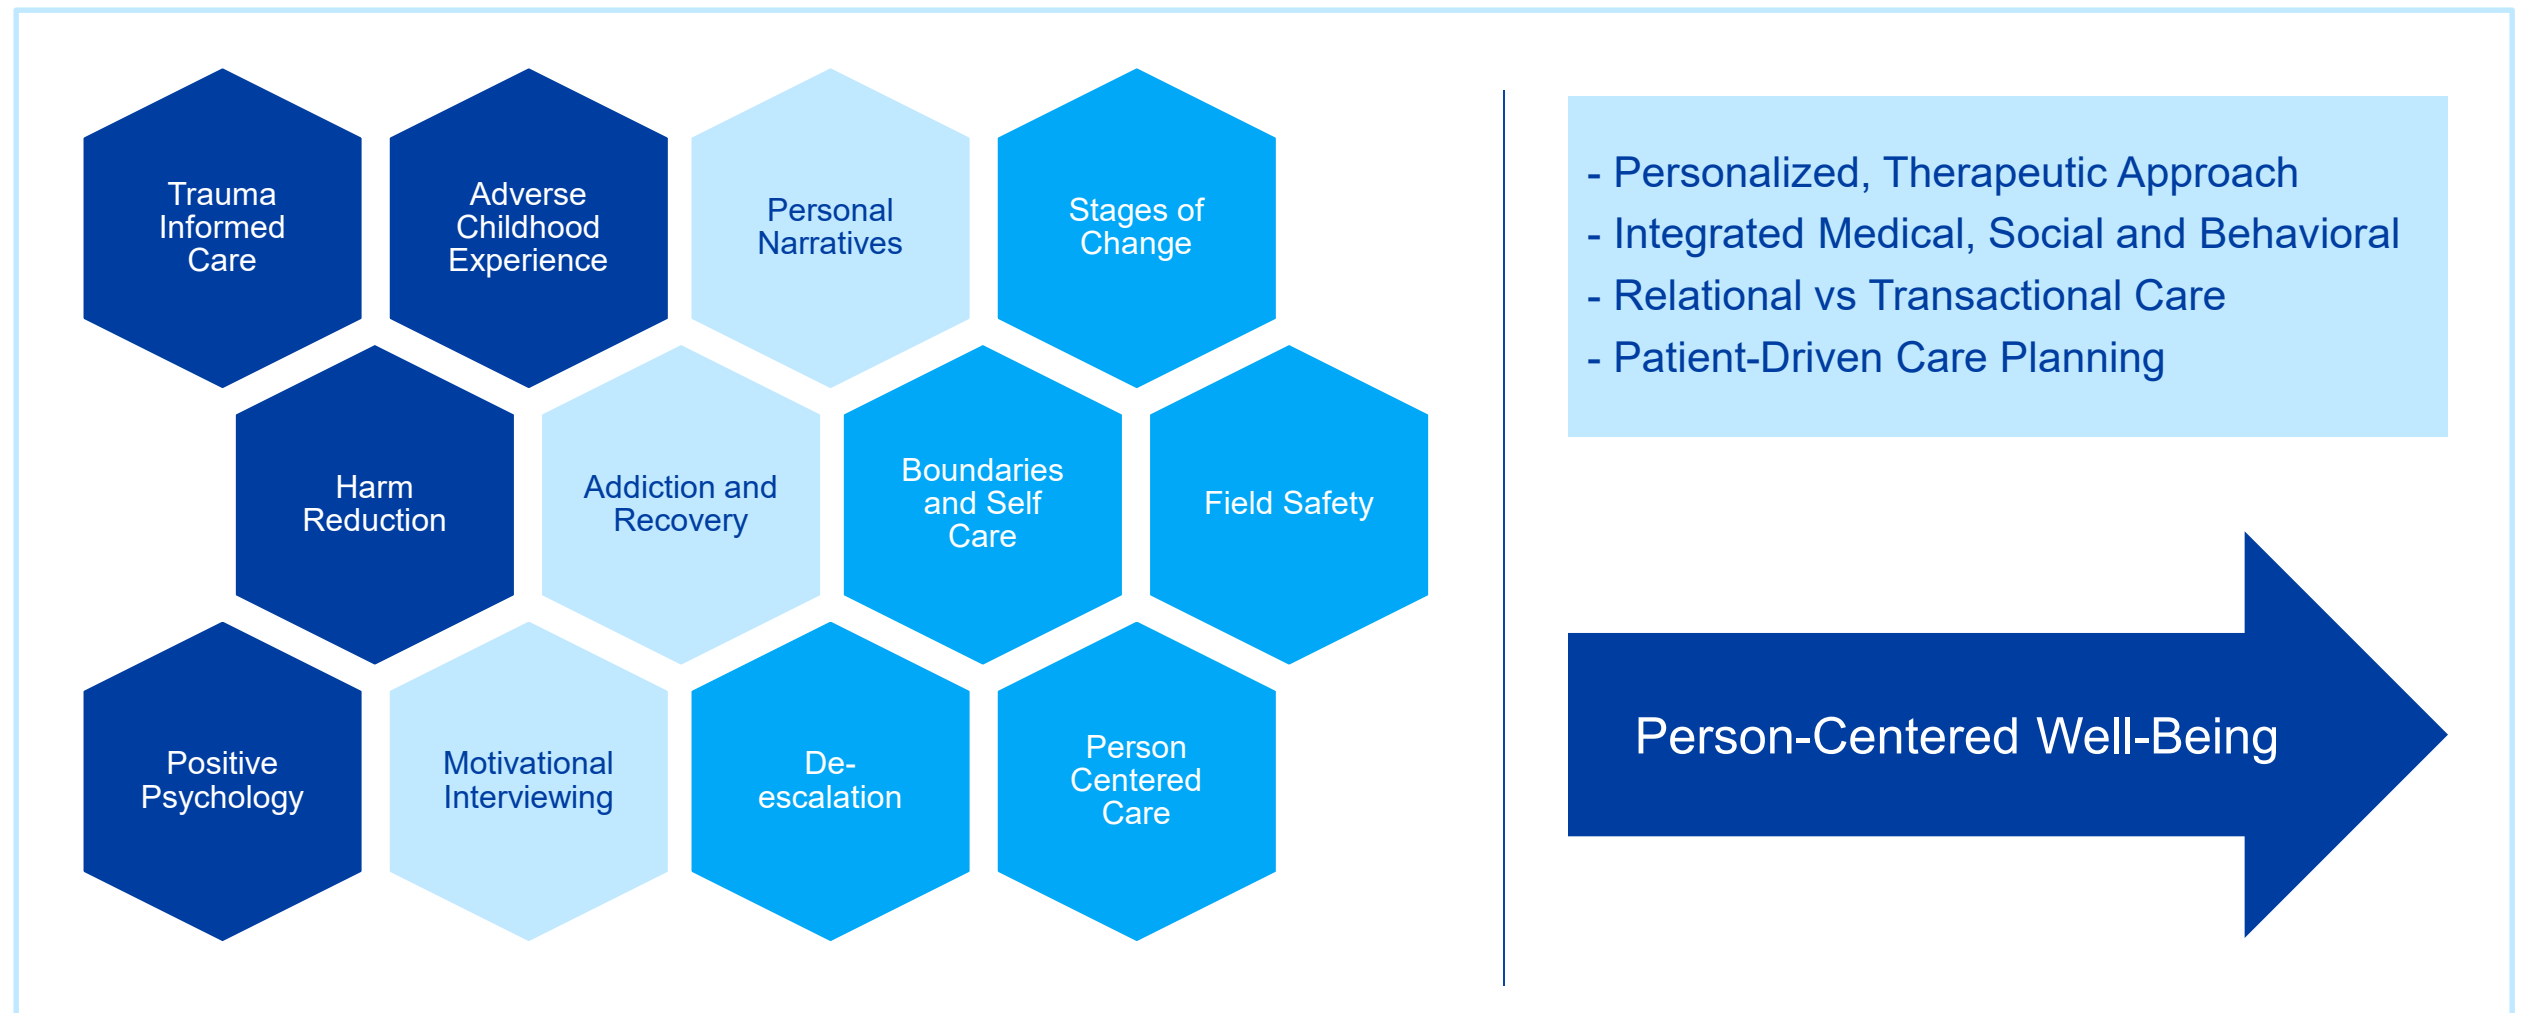 Trauma
Informed
Care
Adverse
Childhood
Experience
Personal
Narratives
Stages of
Change
Harm
Reduction
Addiction and
Recovery
Boundaries
and Self
Care
Field Safety
Positive
Psychology
Motivational
Interviewing
De-
escalation
Person
Centered
Care
- Personalized, Therapeutic Approach
- Integrated Medical, Social and Behavioral
- Relational vs Transactional Care
- Patient-Driven Care Planning
Person-Centered Well-Being